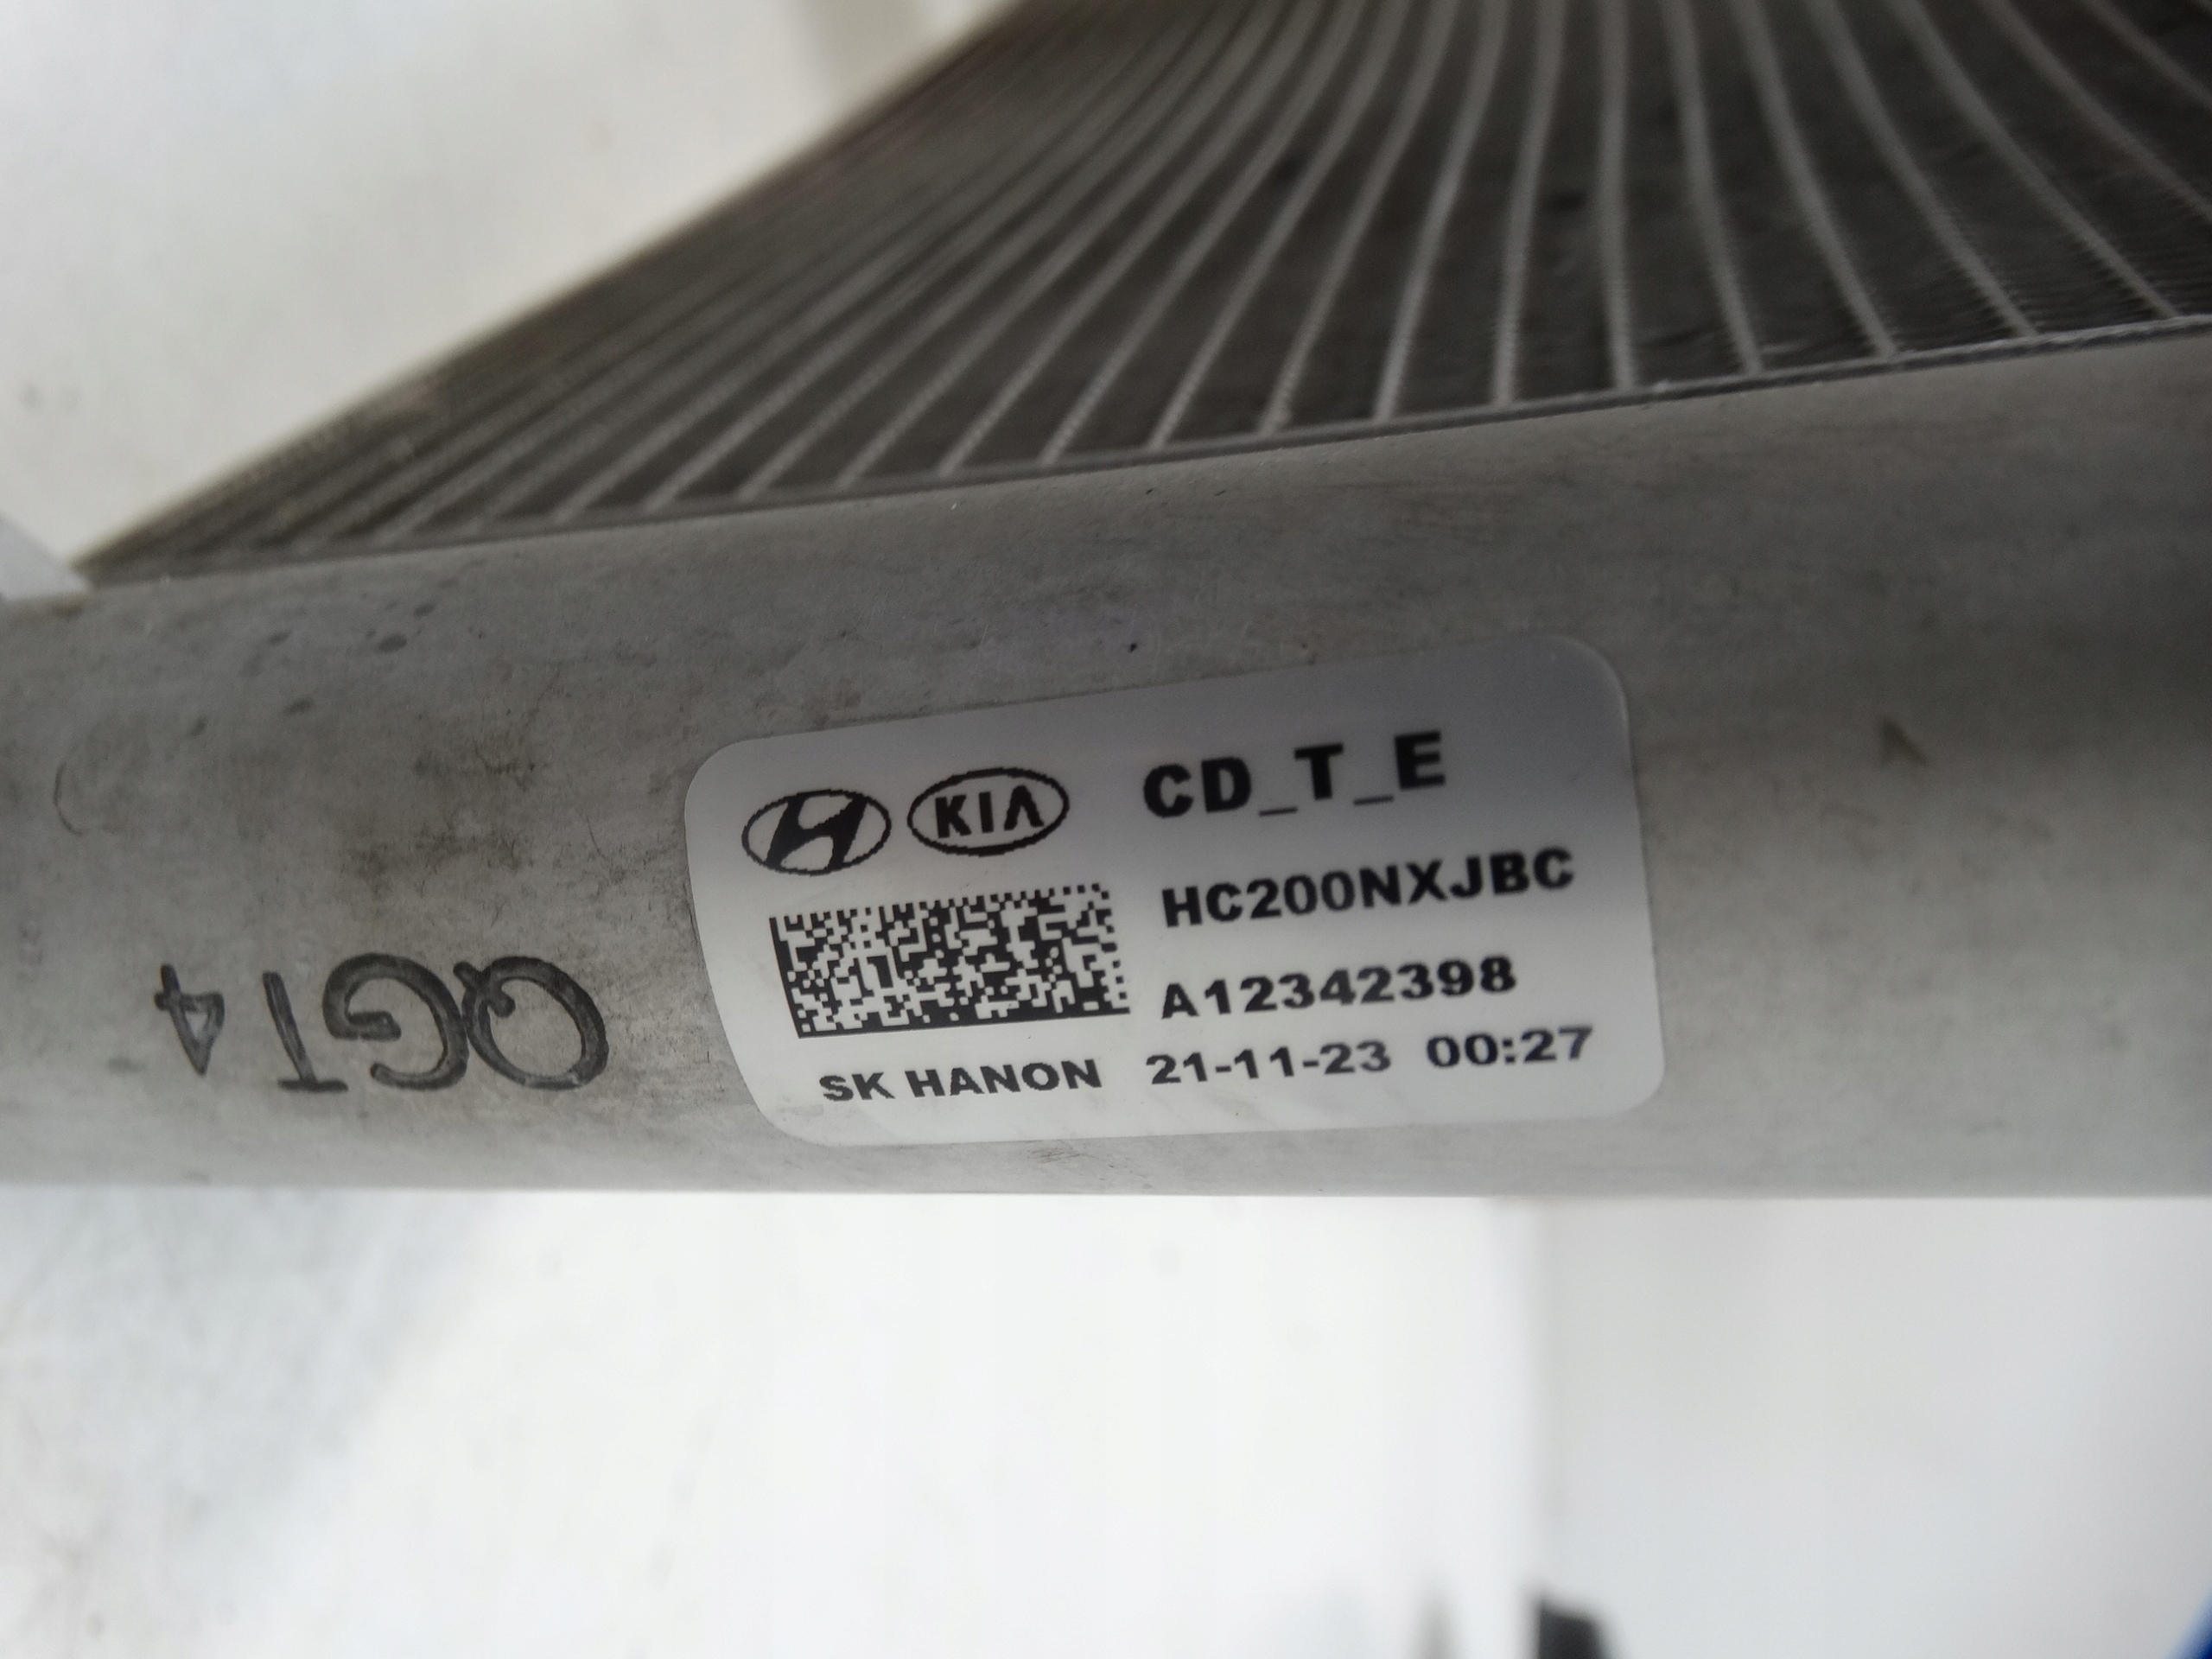 KIA CD_T_E
HC200NXJBC
A12342398
SK HANON 21-11-23 00:27
QGT4